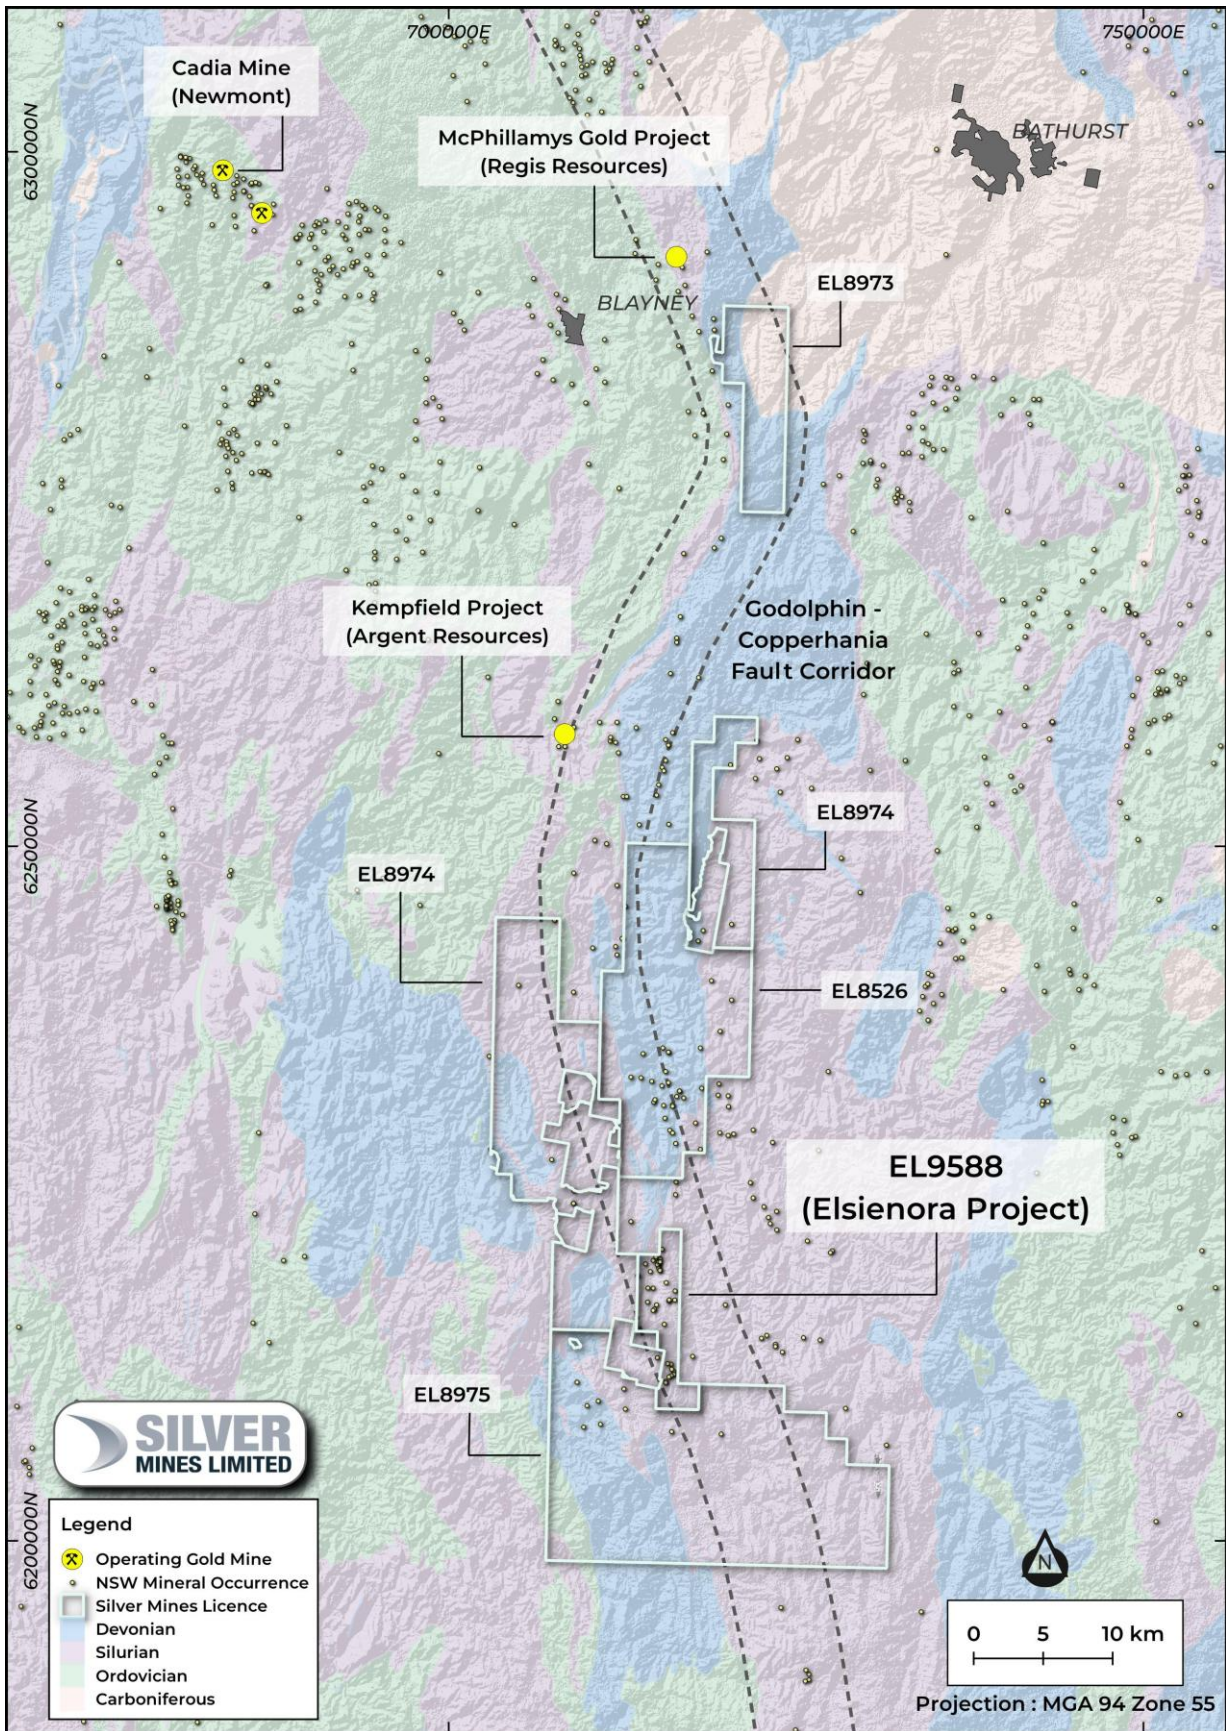 700000E
750000E
Cadia Mine
(Newmont)
McPhillamys Gold Project
(Regis Resources)
BATHURST
6300000N
EL8973
BLAYNEY
Kempfield Project
(Argent Resources)
Godolphin -
Copperhania
Fault Corridor
6250000N
EL8974
EL8974
EL8526
EL9588
(Elsienora Project)
EL8975
SILVER
MINES LIMITED
6200000N
Legend
Operating Gold Mine
NSW Mineral Occurrence
Silver Mines Licence
Devonian
Silurian
Ordovician
Carboniferous
N
0 5 10 km
Projection : MGA 94 Zone 55